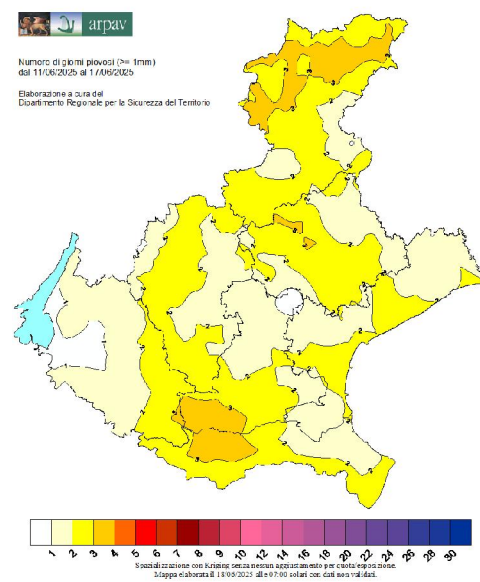 arpav
Numero di giorni piovosi (>= 1mm)
dal 11/06/2025 al 17/06/2025
Elaborazione a cura del
Dipartimento Regionale per la Sicurezza del Territorio
1 2 3 4 5 6 7 8 9 10 12 14 16 18 20 22 24 26 28 30
Spazializzazione con Kriging senza nessun aggiustamento per quota/esposizione.
Mappa elaborata il 18/06/2025 alle 07:00 solari con dati non validati.